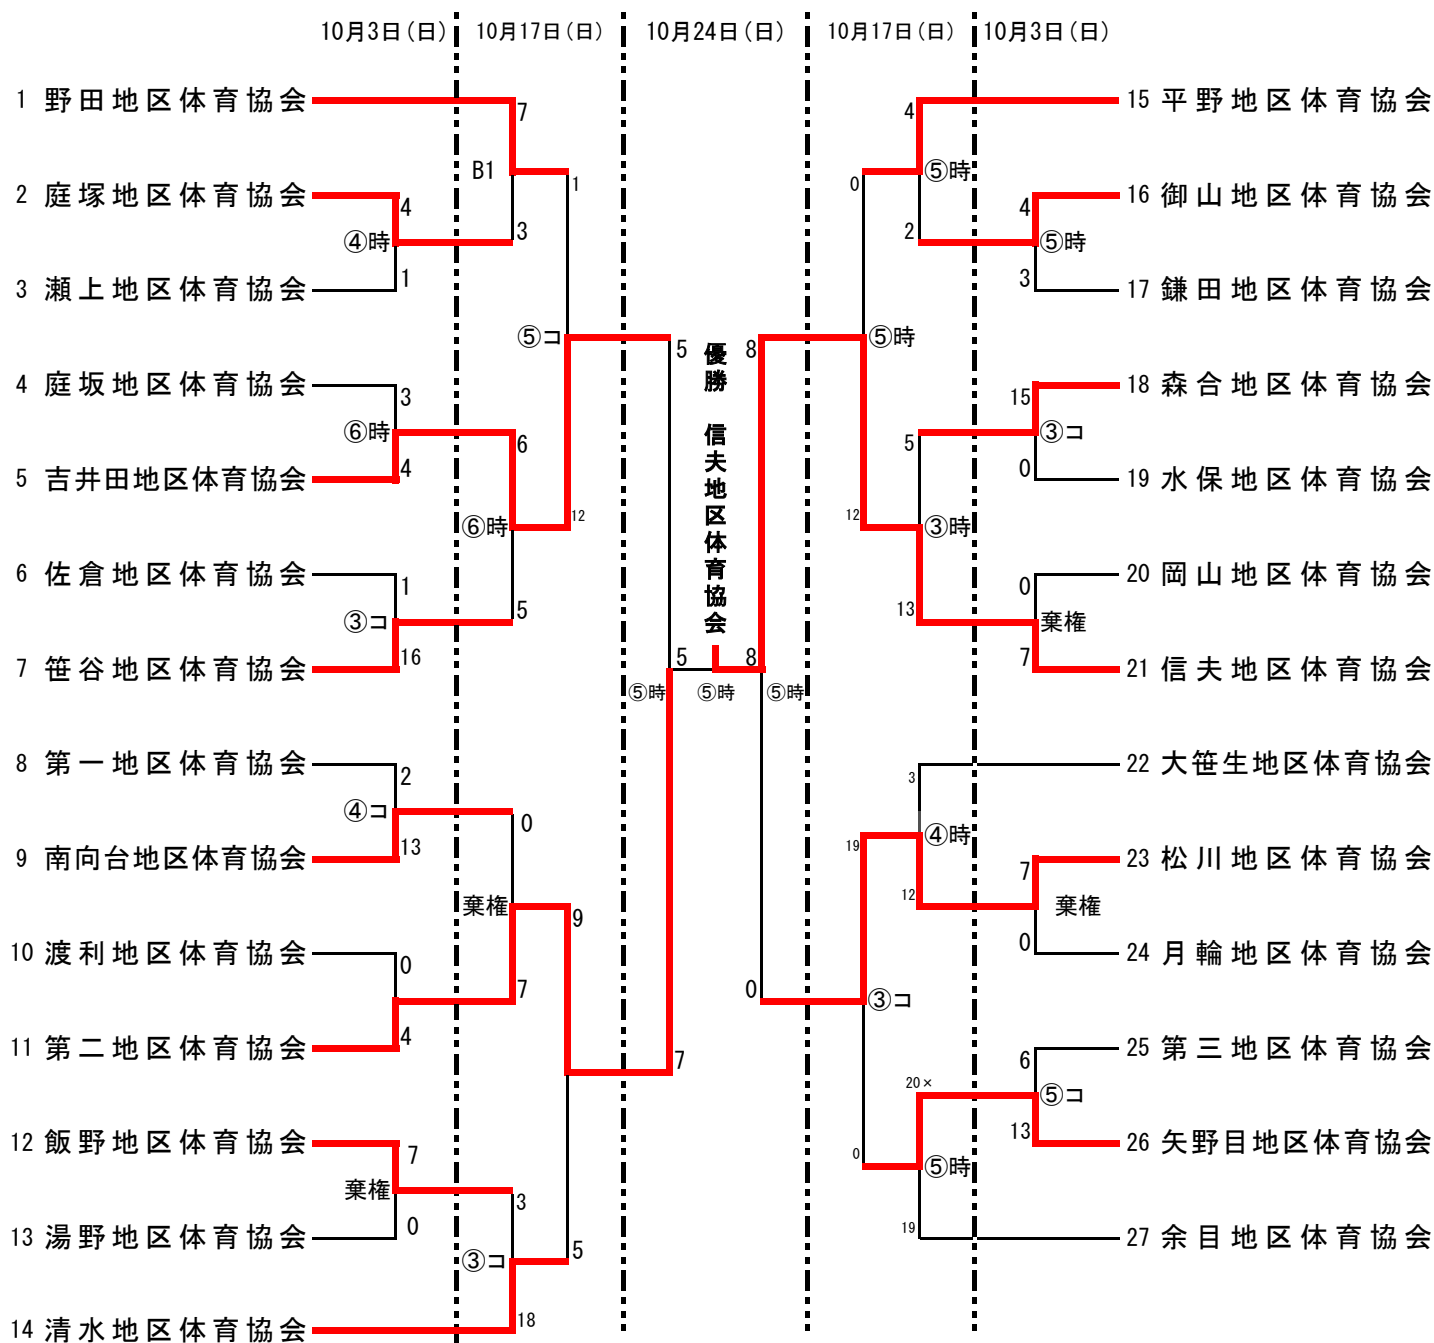 10月3日(日) 10月17日(日) 10月24日(日) 10月17日(日) 10月3日(日)
1 野田地区体育協会
7
B1
1
2 庭塚地区体育協会
4
④時
3
3 瀬上地区体育協会
1
⑤コ
5
4 庭坂地区体育協会
3
⑥時
6
5 吉井田地区体育協会
4
⑥時
12
6 佐倉地区体育協会
1
③コ
5
7 笹谷地区体育協会
16
8 第一地区体育協会
2
④コ
0
9 南向台地区体育協会
13
棄権
9
10 渡利地区体育協会
0
7
11 第二地区体育協会
4
7
12 飯野地区体育協会
7
棄権
3
13 湯野地区体育協会
0
③コ
5
14 清水地区体育協会
18
優勝 信夫地区体育協会
5
8
⑤時
⑤時
⑤時
15 平野地区体育協会
4
⑤時
0
16 御山地区体育協会
4
⑤時
2
17 鎌田地区体育協会
3
⑤時
8
18 森合地区体育協会
15
③コ
5
19 水保地区体育協会
0
③時
12
20 岡山地区体育協会
0
棄権
13
21 信夫地区体育協会
7
22 大笹生地区体育協会
3
④時
19
23 松川地区体育協会
7
棄権
12
24 月輪地区体育協会
0
③コ
0
25 第三地区体育協会
6
⑤コ
20×
26 矢野目地区体育協会
13
⑤時
0
27 余目地区体育協会
19